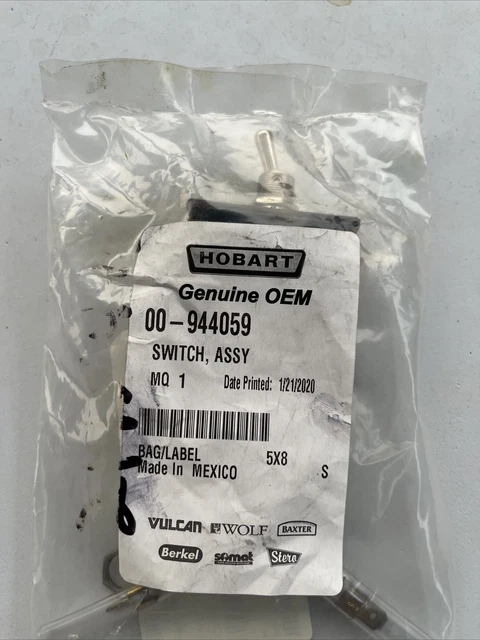 HOBART
Genuine OEM
00-944059
SWITCH, ASSY
MQ 1 Date Printed: 1/21/2020
BAG/LABEL 5X8 S
Made In MEXICO
VULCAN WOLF BAXTER
Berkel somat Stero